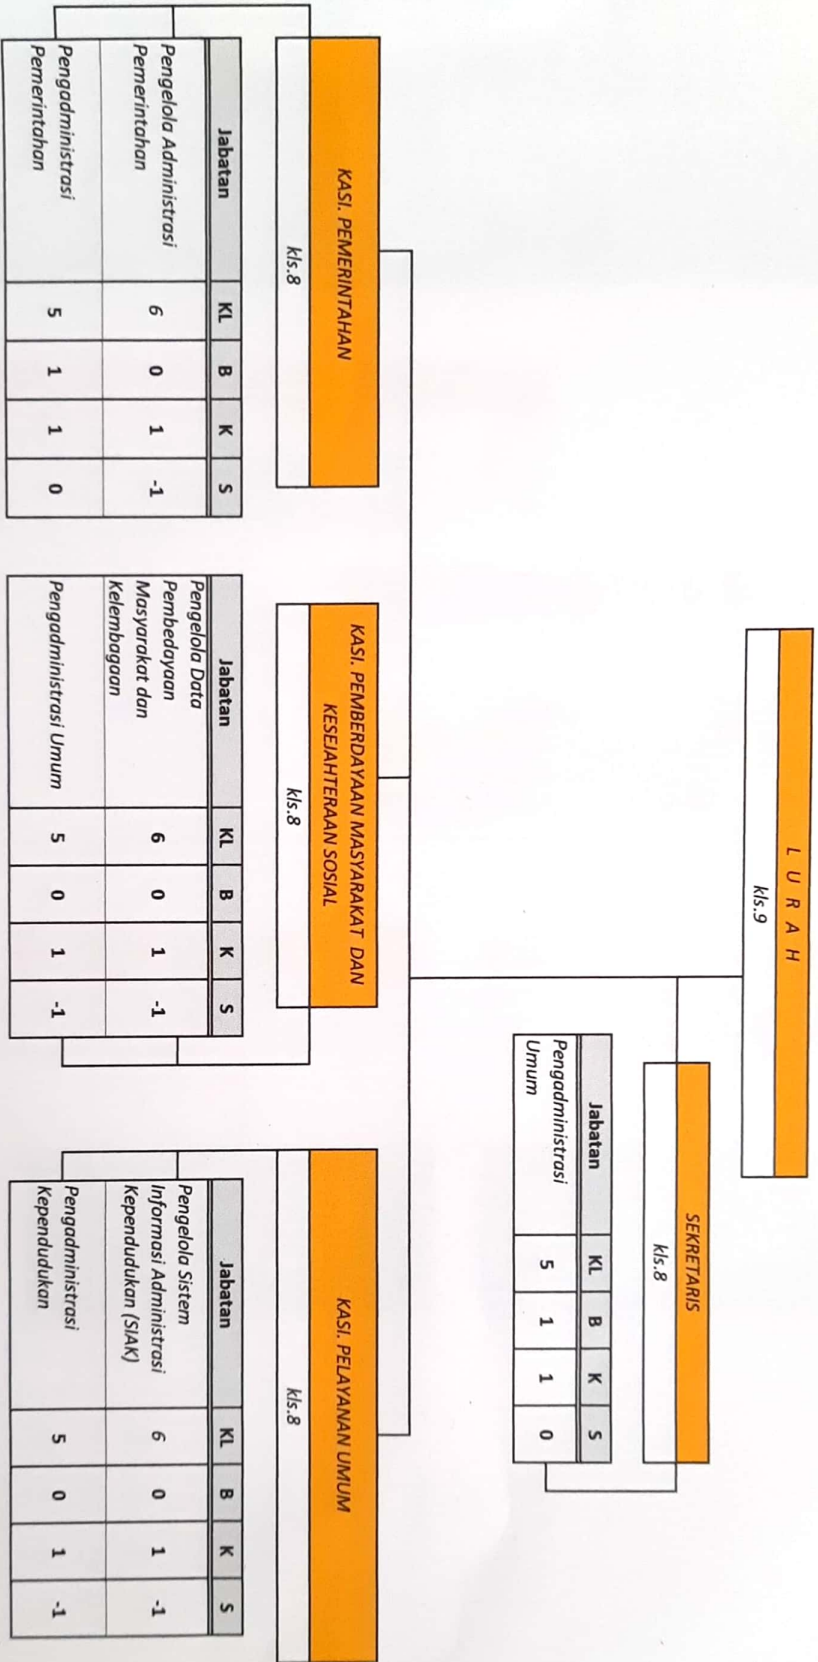 L U R A H
kls.9
SEKRETARIS
kls.8
Jabatan KL B K S
Pengadministrasi
Umum 5 1 1 0
KASI. PEMERINTAHAN
kls.8
Jabatan KL B K S
Pengelola Administrasi
Pemerintahan 6 0 1 -1
Pengadministrasi
Pemerintahan 5 1 1 0
KASI. PEMBERDAYAAN MASYARAKAT DAN
KESEJAHTERAAN SOSIAL
kls.8
Jabatan KL B K S
Pengelola Data
Pembedayaan
Masyarakat dan
Kelembagaan 6 0 1 -1
Pengadministrasi Umum 5 0 1 -1
KASI. PELAYANAN UMUM
kls.8
Jabatan KL B K S
Pengelola Sistem
Informasi Administrasi
Kependudukan (SIAK) 6 0 1 -1
Pengadministrasi
Kependudukan 5 0 1 -1